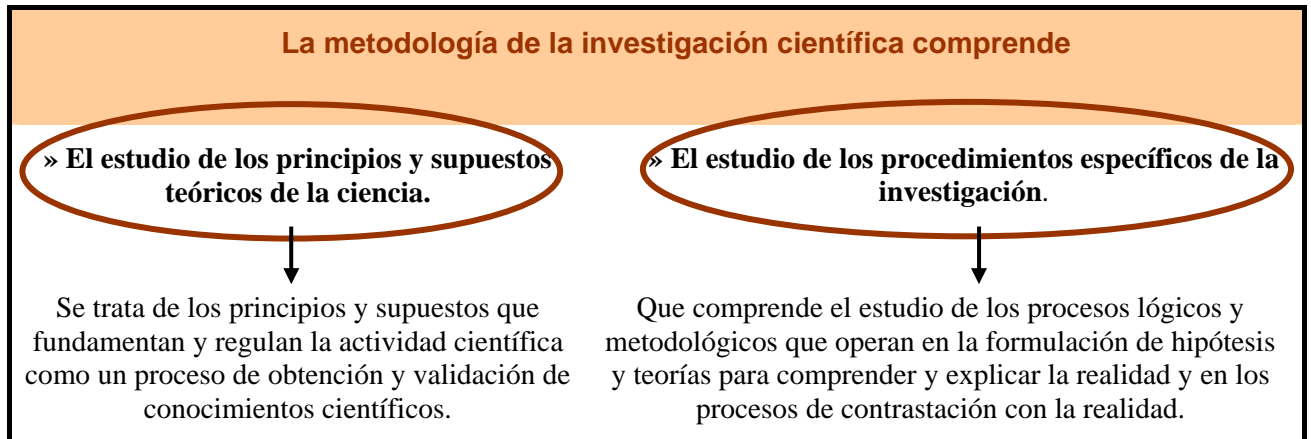 La metodología de la investigación científica comprende
» El estudio de los principios y supuestos
teóricos de la ciencia.
Se trata de los principios y supuestos que
fundamentan y regulan la actividad científica
como un proceso de obtención y validación de
conocimientos científicos.
» El estudio de los procedimientos específicos de la
investigación.
Que comprende el estudio de los procesos lógicos y
metodológicos que operan en la formulación de hipótesis
y teorías para comprender y explicar la realidad y en los
procesos de contrastación con la realidad.